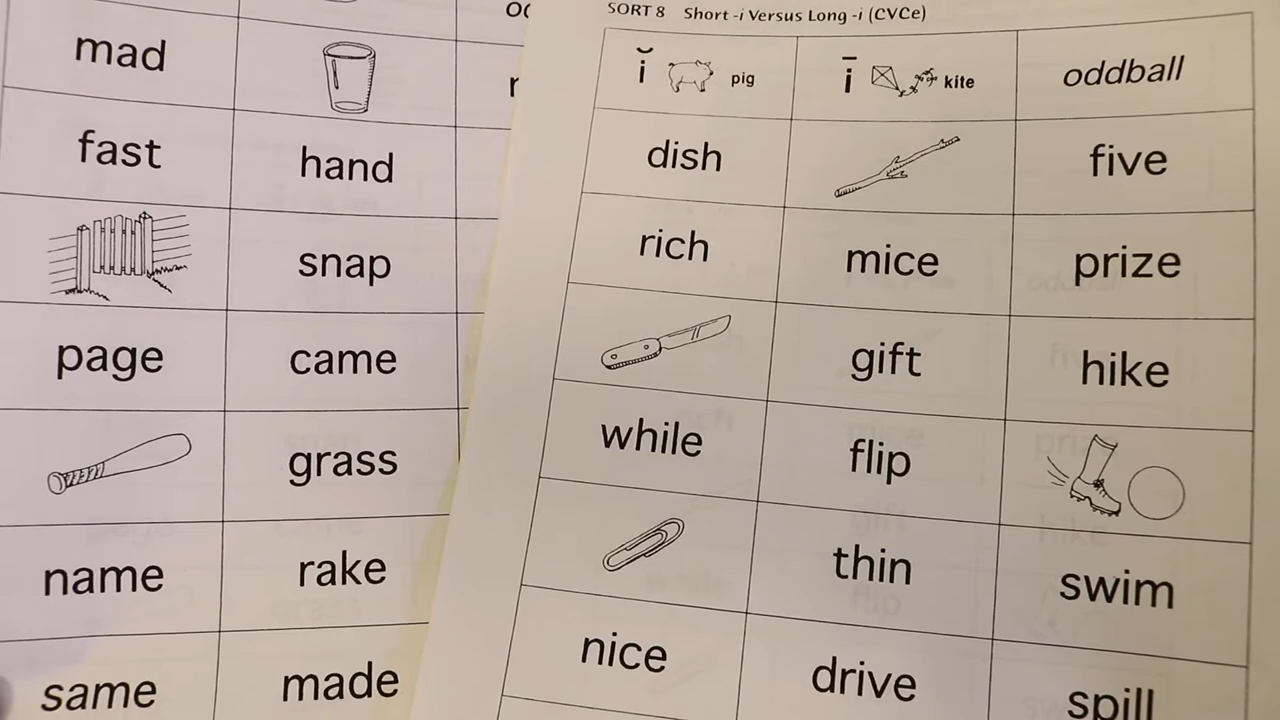 mad
fast hand
snap
page came
grass
name rake
same made
SORT 8 Short -i Versus Long -i (CVCe)
ĭ pig ī kite oddball
dish five
rich mice prize
gift hike
while flip
thin swim
nice drive spill